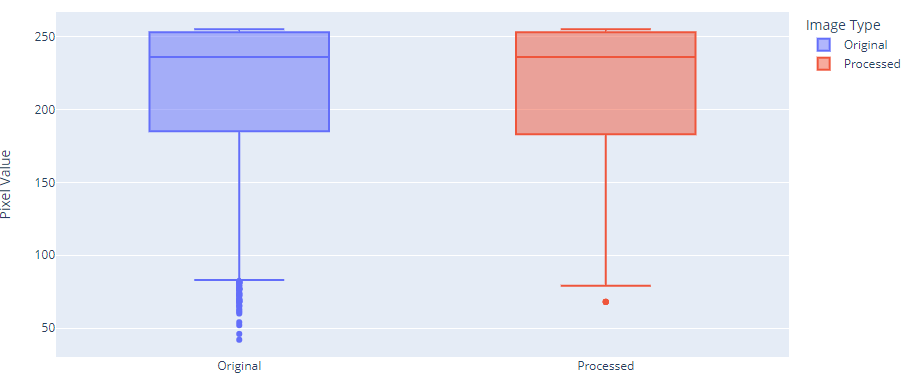 Image Type
Original
Processed
Pixel Value
250
200
150
100
50
Original
Processed